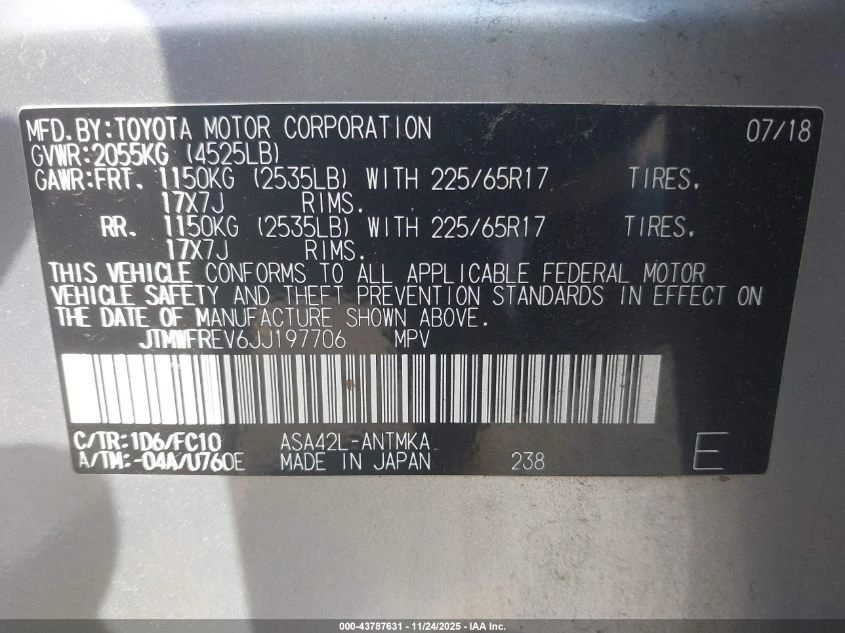 MFD.BY:TOYOTA MOTOR CORPORATION 07/18
GVWR:2055KG (4525LB)
GAWR:FRT. 1150KG (2535LB) WITH 225/65R17 TIRES.
17X7J RIMS.
RR. 1150KG (2535LB) WITH 225/65R17 TIRES.
17X7J RIMS.
THIS VEHICLE CONFORMS TO ALL APPLICABLE FEDERAL MOTOR
VEHICLE SAFETY AND THEFT PREVENTION STANDARDS IN EFFECT ON
THE DATE OF MANUFACTURE SHOWN ABOVE.
JTMWFREV6JJ197706 MPV
C/TR:1D6/FC10 ASA42L-ANTMKA
A/TM:-04A/U760E MADE IN JAPAN 238 E
000-43787631 - 11/24/2025 - IAA Inc.